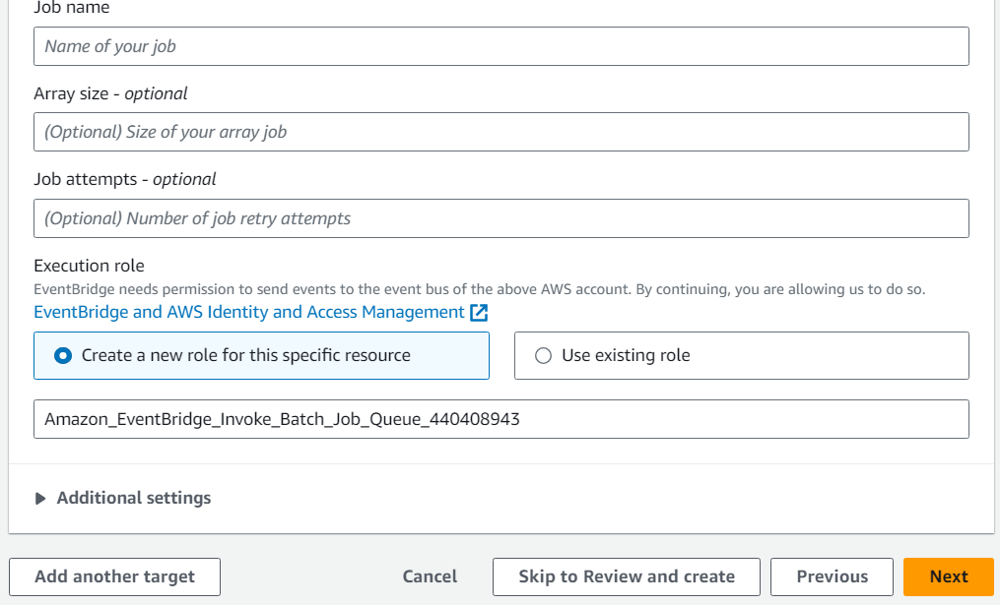 Job name
Name of your job
Array size - optional
(Optional) Size of your array job
Job attempts - optional
(Optional) Number of job retry attempts
Execution role
EventBridge needs permission to send events to the event bus of the above AWS account. By continuing, you are allowing us to do so.
EventBridge and AWS Identity and Access Management
Create a new role for this specific resource
Use existing role
Amazon_EventBridge_Invoke_Batch_Job_Queue_440408943
Additional settings
Add another target
Cancel
Skip to Review and create
Previous
Next